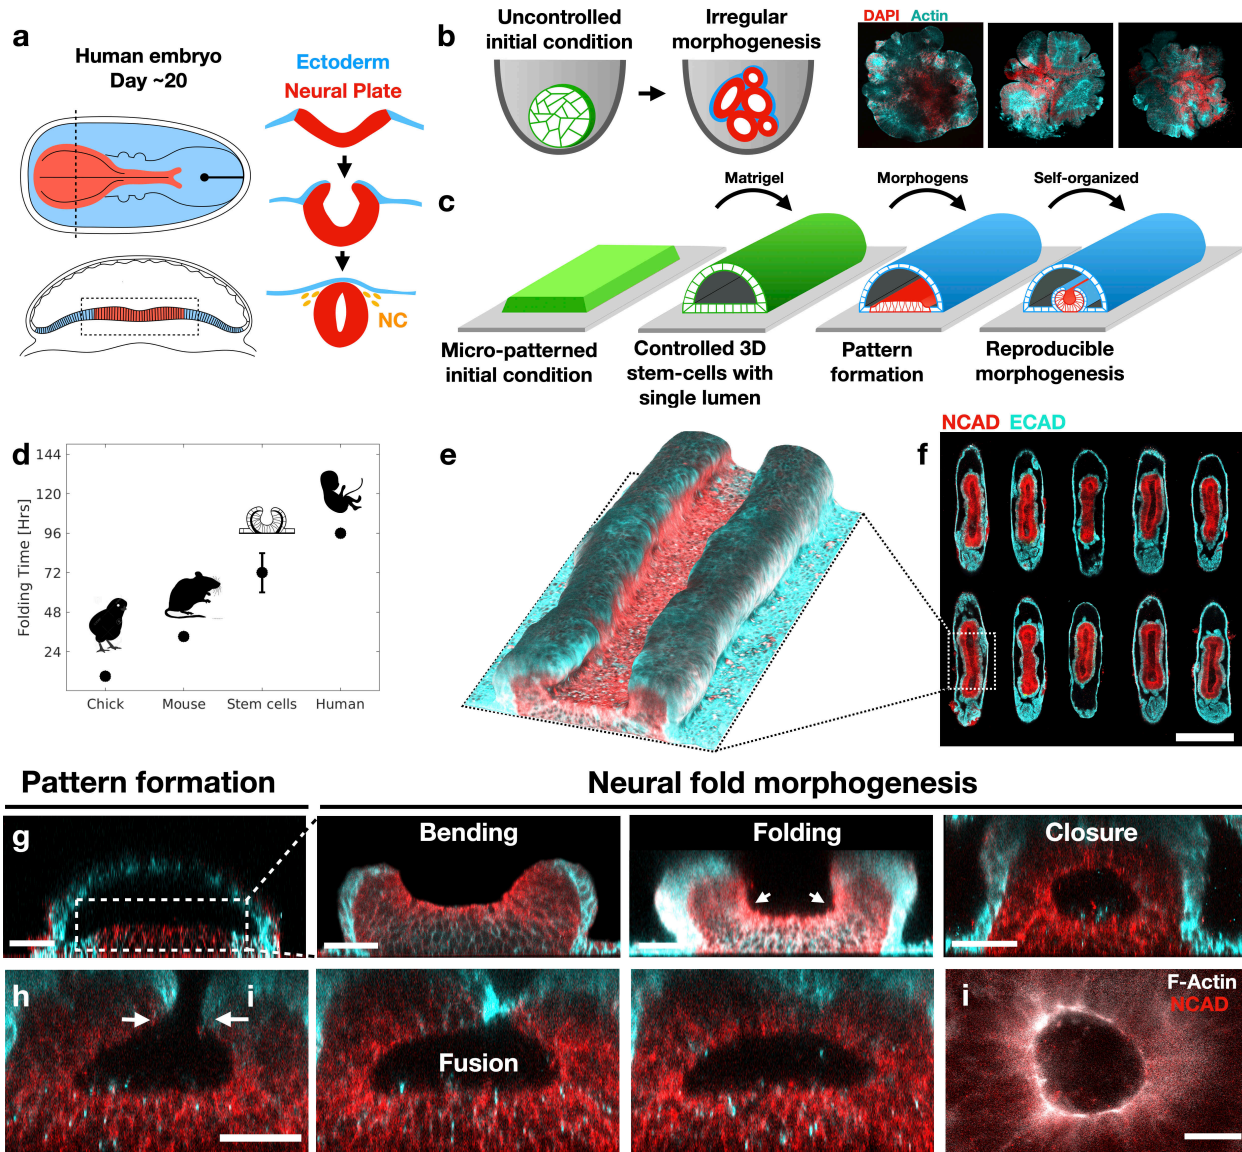 a
Human embryo
Day ~20
Ectoderm
Neural Plate
NC
b
Uncontrolled
initial condition
Irregular
morphogenesis
DAPI Actin
c
Matrigel
Morphogens
Self-organized
Micro-patterned
initial condition
Controlled 3D
stem-cells with
single lumen
Pattern
formation
Reproducible
morphogenesis
d
Folding Time [Hrs]
144
120
96
72
48
24
Chick
Mouse
Stem cells
Human
e
f
NCAD ECAD
Pattern formation
Neural fold morphogenesis
g
Bending
Folding
Closure
h
i
Fusion
i
F-Actin
NCAD